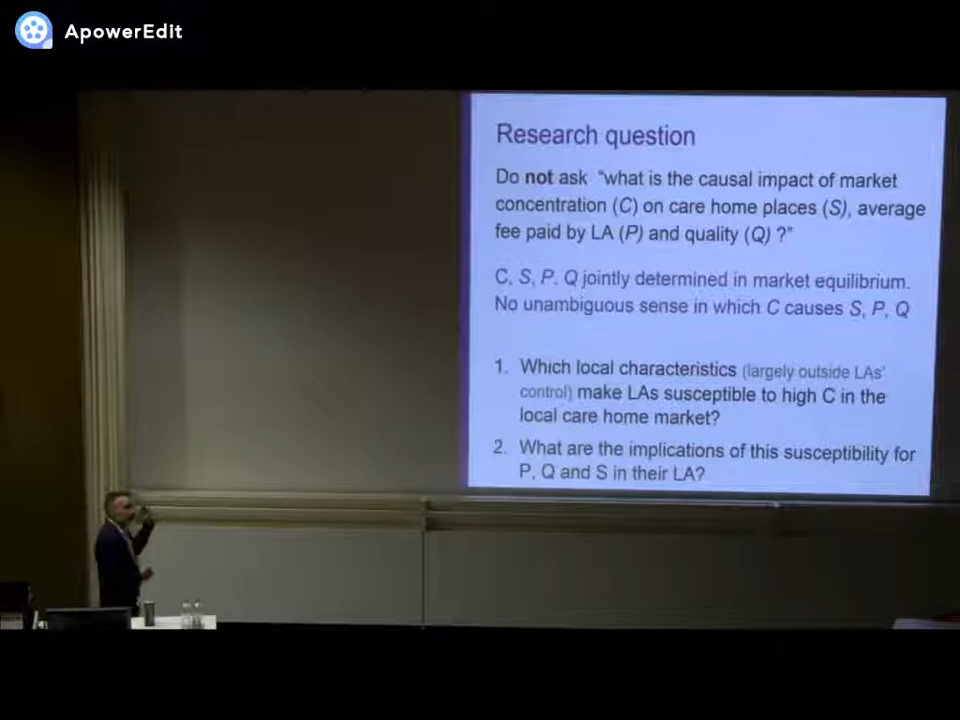 ApowerEdit
Research question
Do not ask "what is the causal impact of market
concentration (C) on care home places (S), average
fee paid by LA (P) and quality (Q) ?"
C, S, P. Q jointly determined in market equilibrium.
No unambiguous sense in which C causes S, P, Q
1. Which local characteristics (largely outside LAs'
control) make LAs susceptible to high C in the
local care home market?
2. What are the implications of this susceptibility for
P, Q and S in their LA?